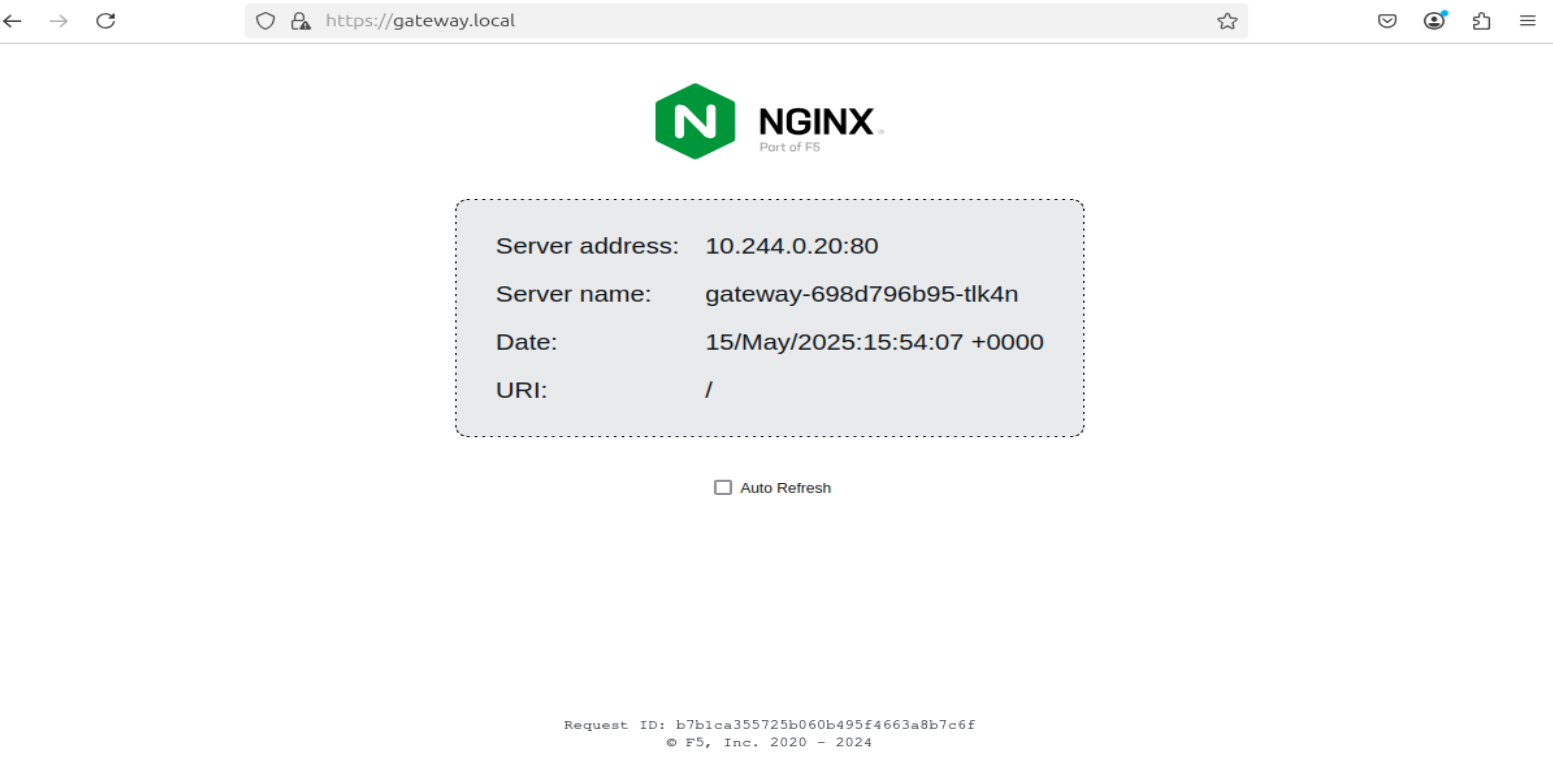 https://gateway.local
NGINX
Part of F5
Server address: 10.244.0.20:80
Server name: gateway-698d796b95-tlk4n
Date: 15/May/2025:15:54:07 +0000
URI: /
Auto Refresh
Request ID: b7b1ca355725b060b495f4663a8b7c6f
© F5, Inc. 2020 - 2024